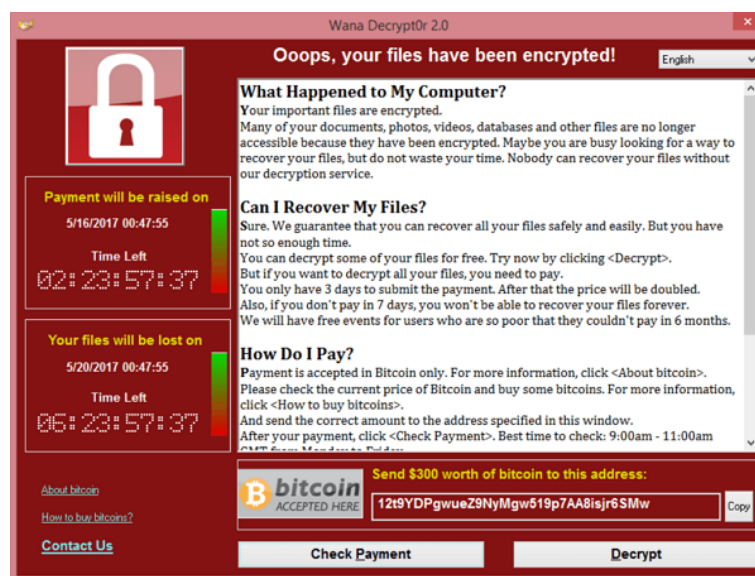 Wana Decrypt0r 2.0
Ooops, your files have been encrypted!
English
What Happened to My Computer?
Your important files are encrypted.
Many of your documents, photos, videos, databases and other files are no longer
accessible because they have been encrypted. Maybe you are busy looking for a way to
recover your files, but do not waste your time. Nobody can recover your files without
our decryption service.
Can I Recover My Files?
Sure. We guarantee that you can recover all your files safely and easily. But you have
not so enough time.
You can decrypt some of your files for free. Try now by clicking <Decrypt>.
But if you want to decrypt all your files, you need to pay.
You only have 3 days to submit the payment. After that the price will be doubled.
Also, if you don't pay in 7 days, you won't be able to recover your files forever.
We will have free events for users who are so poor that they couldn't pay in 6 months.
How Do I Pay?
Payment is accepted in Bitcoin only. For more information, click <About bitcoin>.
Please check the current price of Bitcoin and buy some bitcoins. For more information,
click <How to buy bitcoins>.
And send the correct amount to the address specified in this window.
After your payment, click <Check Payment>. Best time to check: 9:00am - 11:00am
GMT from Monday to Friday.
Payment will be raised on
5/16/2017 00:47:55
Time Left
02:23:57:37
Your files will be lost on
5/20/2017 00:47:55
Time Left
06:23:57:37
About bitcoin
How to buy bitcoins?
Contact Us
bitcoin
ACCEPTED HERE
Send $300 worth of bitcoin to this address:
12t9YDPgwueZ9NyMgw519p7AA8isjr6SMw
Copy
Check Payment
Decrypt